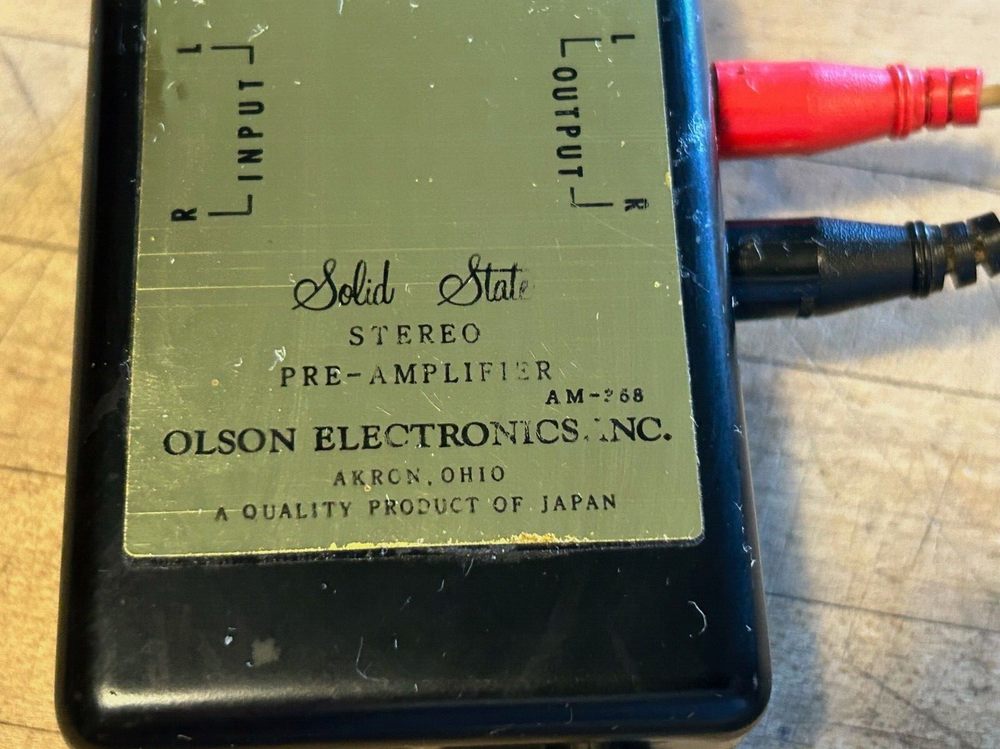 L
INPUT
R
L
OUTPUT
R
Solid State
STEREO
PRE-AMPLIFIER
OLSON ELECTRONICS, INC.
AKRON, OHIO
A QUALITY PRODUCT OF JAPAN